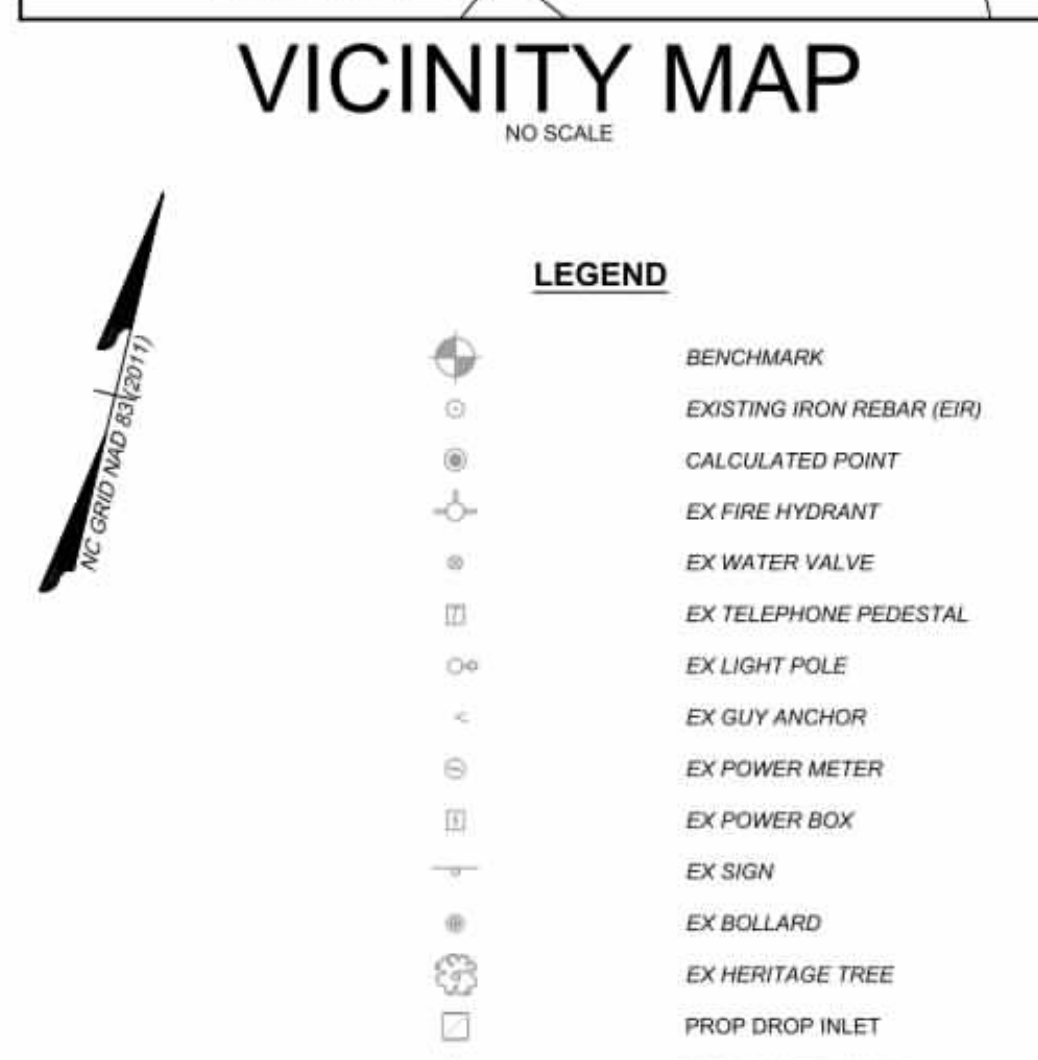 VICINITY MAP
NO SCALE
NC GRID NAD 83 (2011)
LEGEND
BENCHMARK
EXISTING IRON REBAR (EIR)
CALCULATED POINT
EX FIRE HYDRANT
EX WATER VALVE
T
EX TELEPHONE PEDESTAL
EX LIGHT POLE
EX GUY ANCHOR
EX POWER METER
EX POWER BOX
EX SIGN
EX BOLLARD
EX HERITAGE TREE
PROP DROP INLET